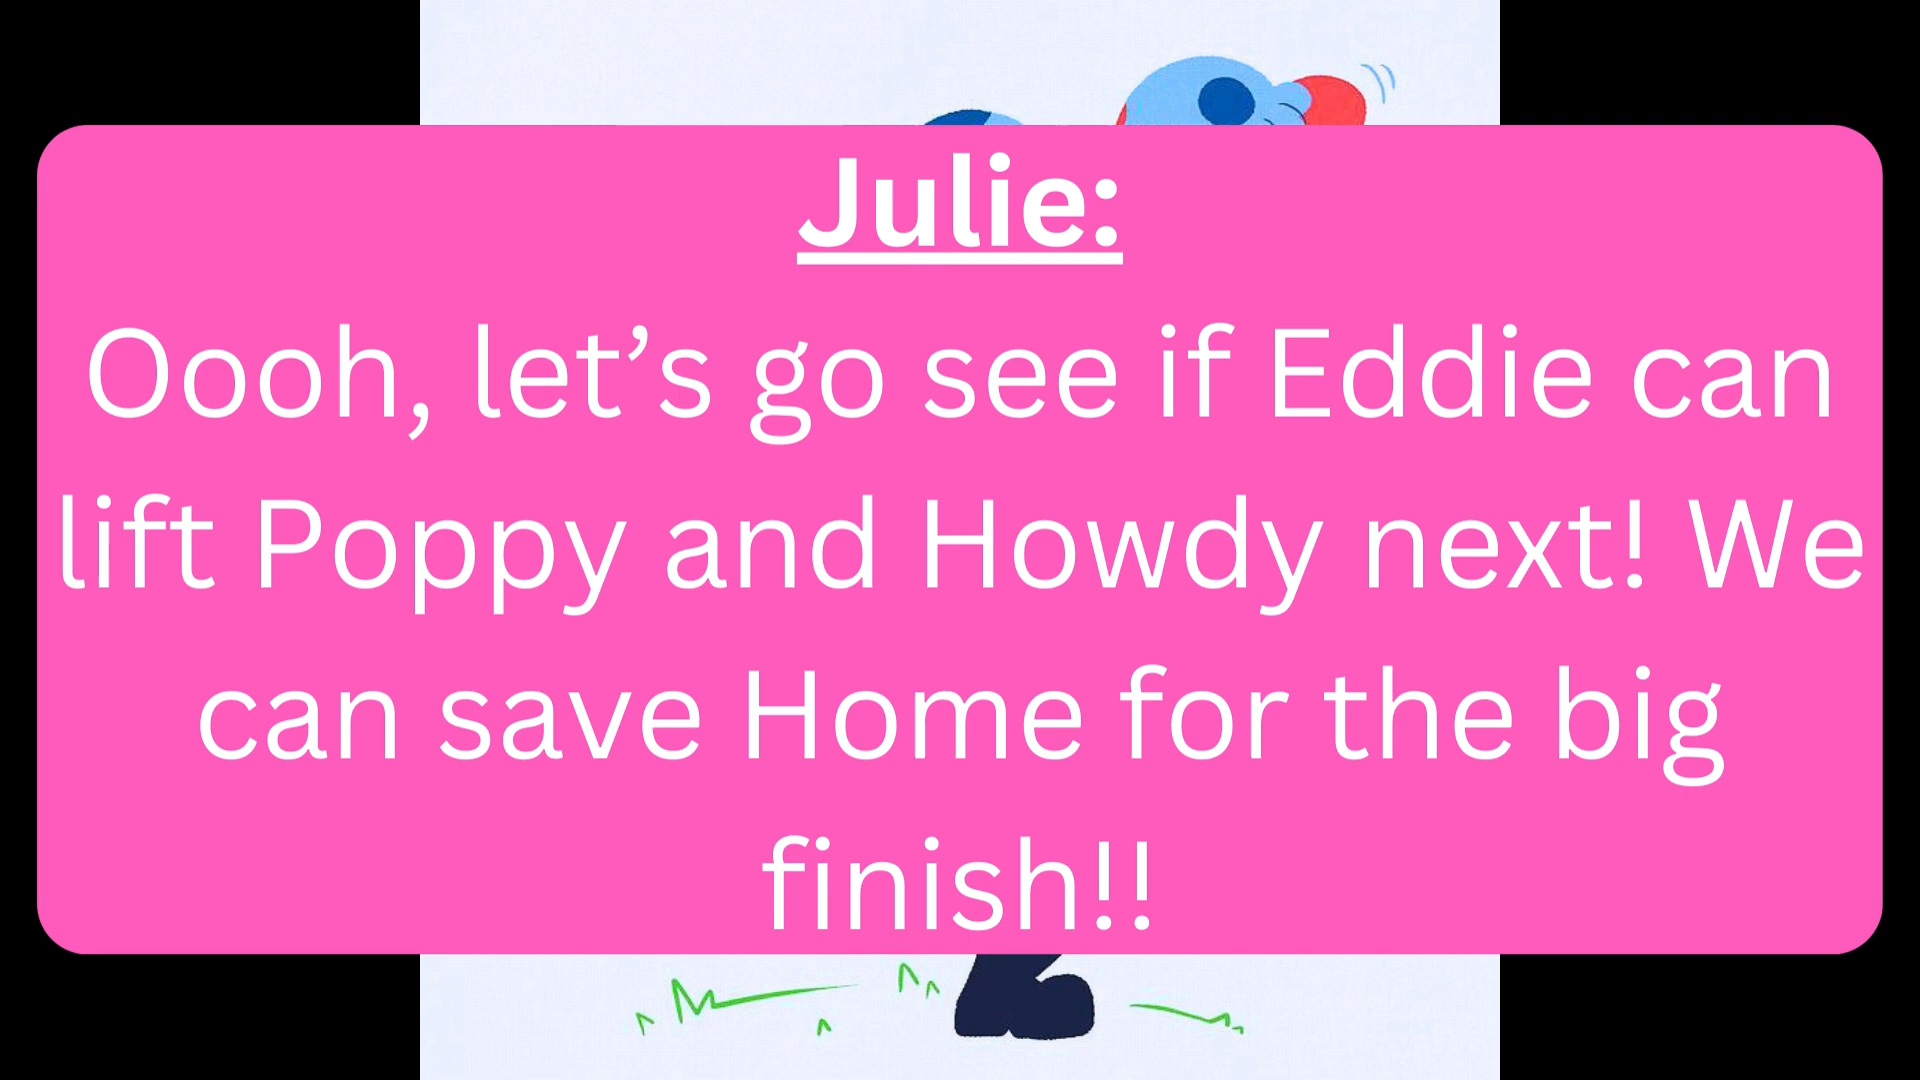 Julie:
Oooh, let’s go see if Eddie can
lift Poppy and Howdy next! We
can save Home for the big
finish!!